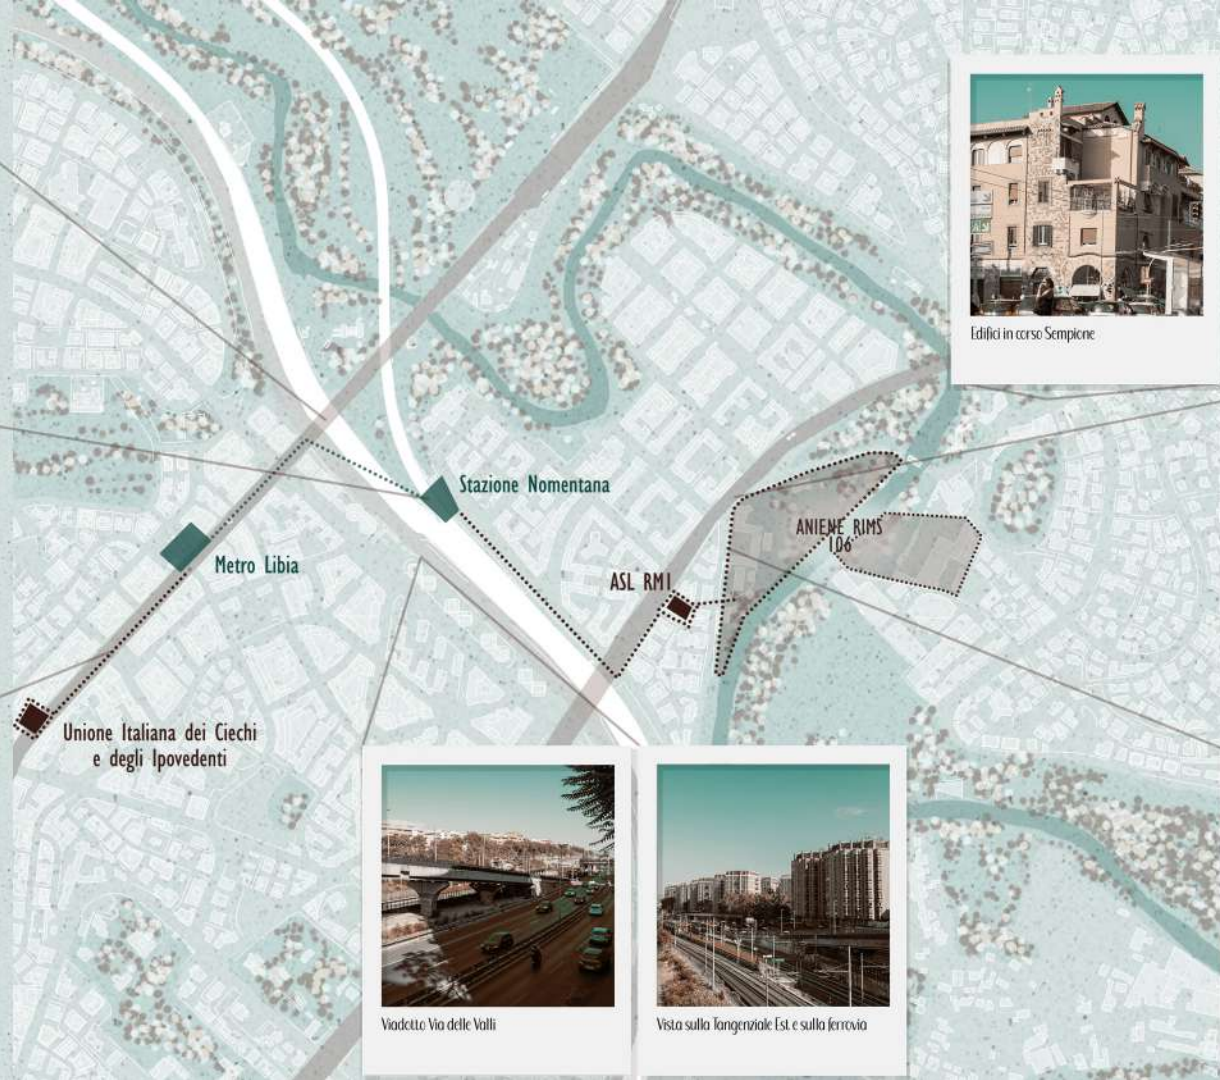 Edifici in corso Sempione
Stazione Nomentana
ANIENE RIMS
106
Metro Libia
ASL RM1
Unione Italiana dei Ciechi
e degli Ipovedenti
Viadotto Via delle Valli
Vista sulla Tangenziale Est e sulla ferrovia